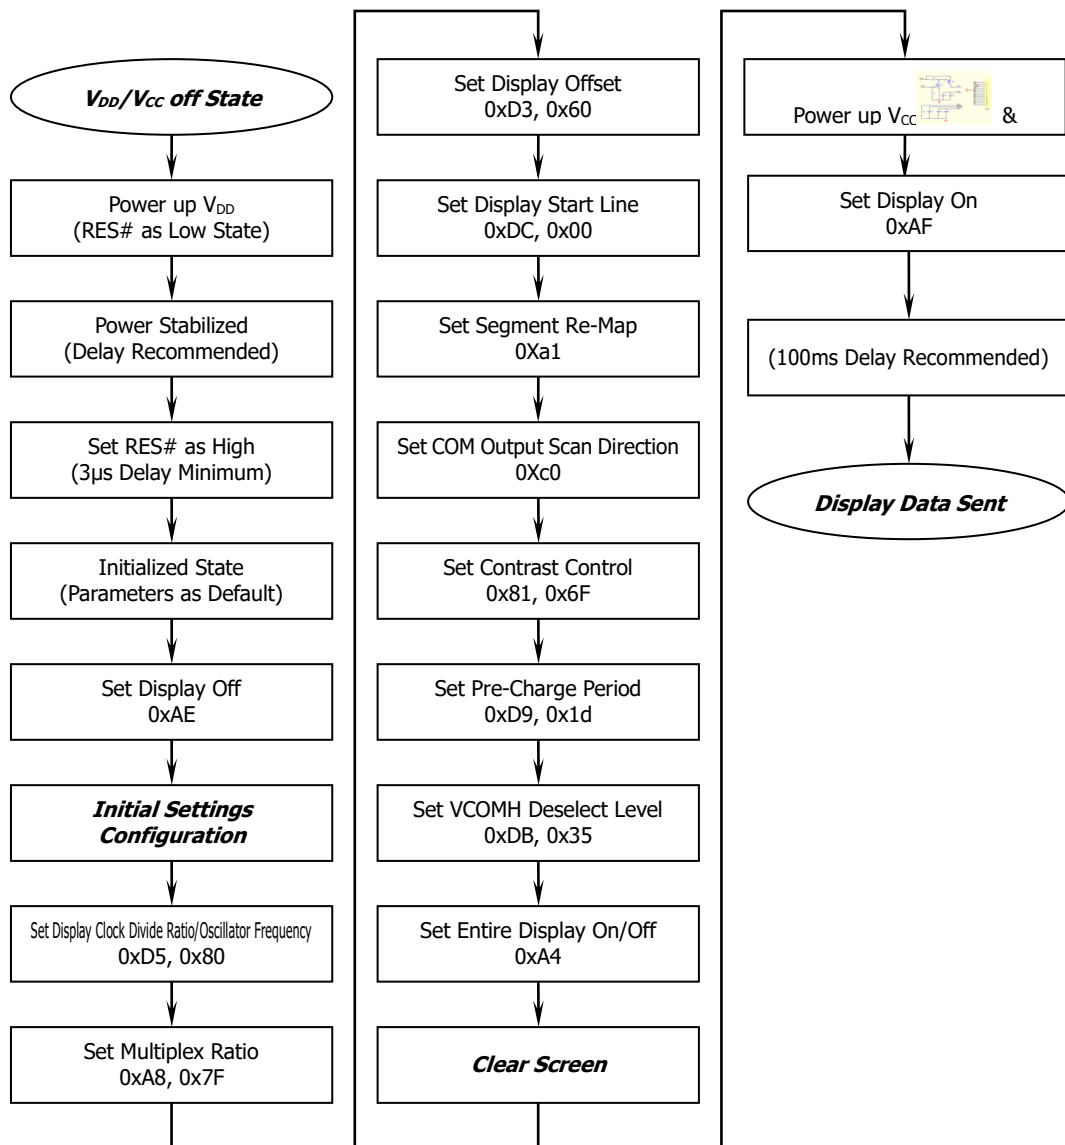 VDD/VCC off State
Power up VDD
(RES# as Low State)
Power Stabilized
(Delay Recommended)
Set RES# as High
(3µs Delay Minimum)
Initialized State
(Parameters as Default)
Set Display Off
0xAE
Initial Settings
Configuration
Set Display Clock Divide Ratio/Oscillator Frequency
0xD5, 0x80
Set Multiplex Ratio
0xA8, 0x7F
Set Display Offset
0xD3, 0x60
Set Display Start Line
0xDC, 0x00
Set Segment Re-Map
0Xa1
Set COM Output Scan Direction
0Xc0
Set Contrast Control
0x81, 0x6F
Set Pre-Charge Period
0xD9, 0x1d
Set VCOMH Deselect Level
0xDB, 0x35
Set Entire Display On/Off
0xA4
Clear Screen
Power up VCC &
Set Display On
0xAF
(100ms Delay Recommended)
Display Data Sent